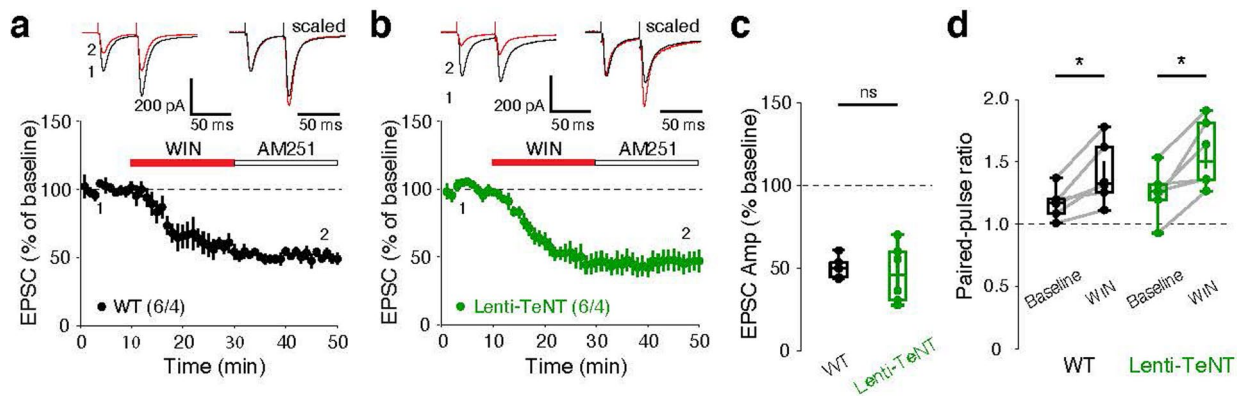 a
2
1
scaled
200 pA
50 ms
50 ms
EPSC (% of baseline)
150
100
50
0
WIN
AM251
1
2
WT (6/4)
0 10 20 30 40 50
Time (min)
b
2
1
scaled
200 pA
50 ms
50 ms
EPSC (% of baseline)
150
100
50
0
WIN
AM251
1
2
Lenti-TeNT (6/4)
0 10 20 30 40 50
Time (min)
c
EPSC Amp (% baseline)
150
100
50
0
ns
WT
Lenti-TeNT
d
Paired-pulse ratio
2.0
1.5
1.0
0
*
*
Baseline
WIN
Baseline
WIN
WT
Lenti-TeNT